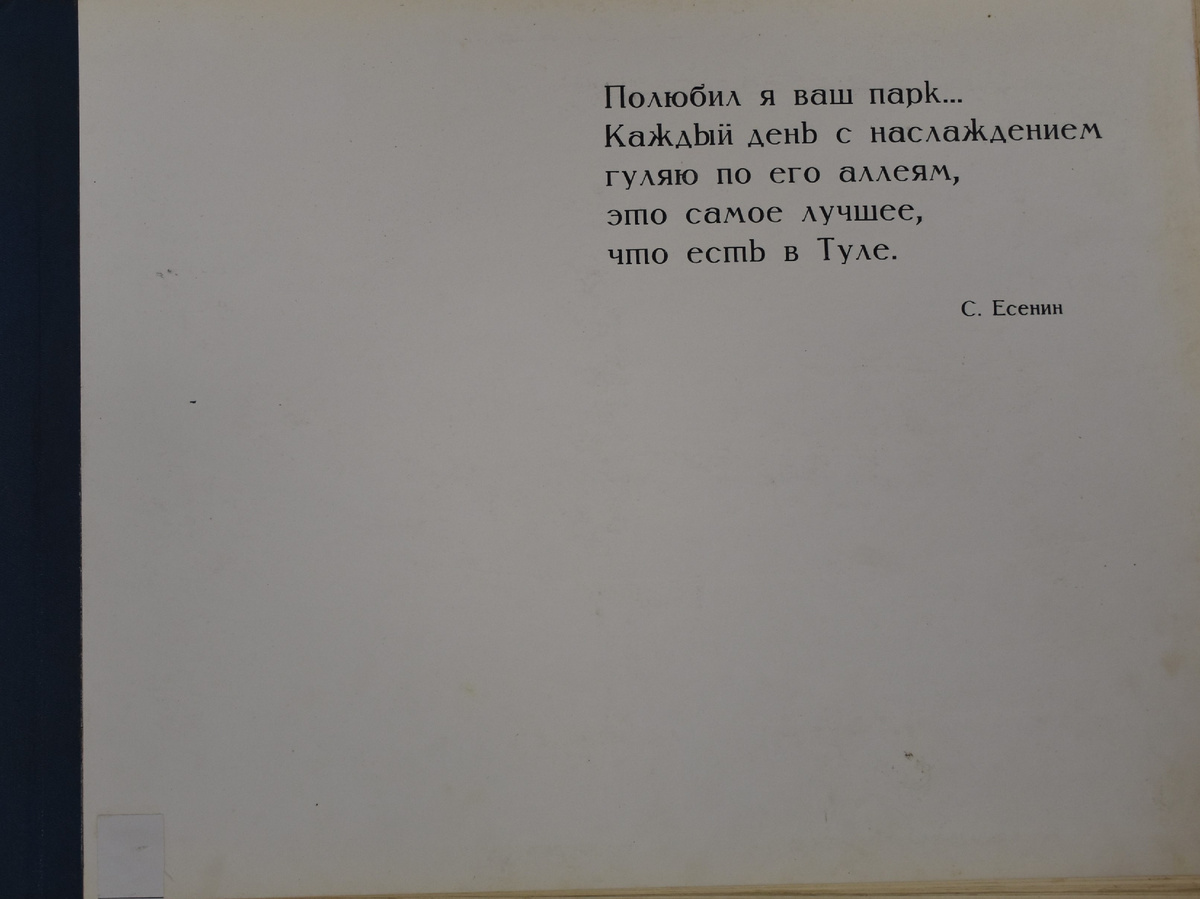 Полюбил я ваш парк...
Каждый день с наслаждением
гуляю по его аллеям,
это самое лучшее,
что есть в Туле.
С. Есенин